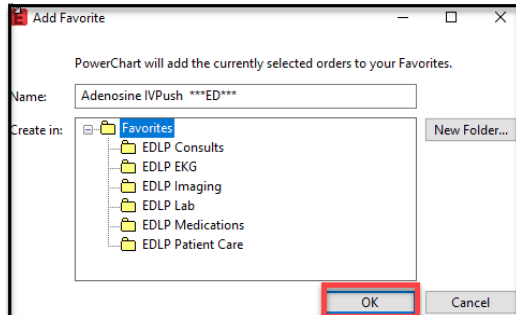 E Add Favorite
PowerChart will add the currently selected orders to your Favorites.
Name: Adenosine IVPush ***ED***
Create in: Favorites New Folder...
EDLP Consults
EDLP EKG
EDLP Imaging
EDLP Lab
EDLP Medications
EDLP Patient Care
OK Cancel